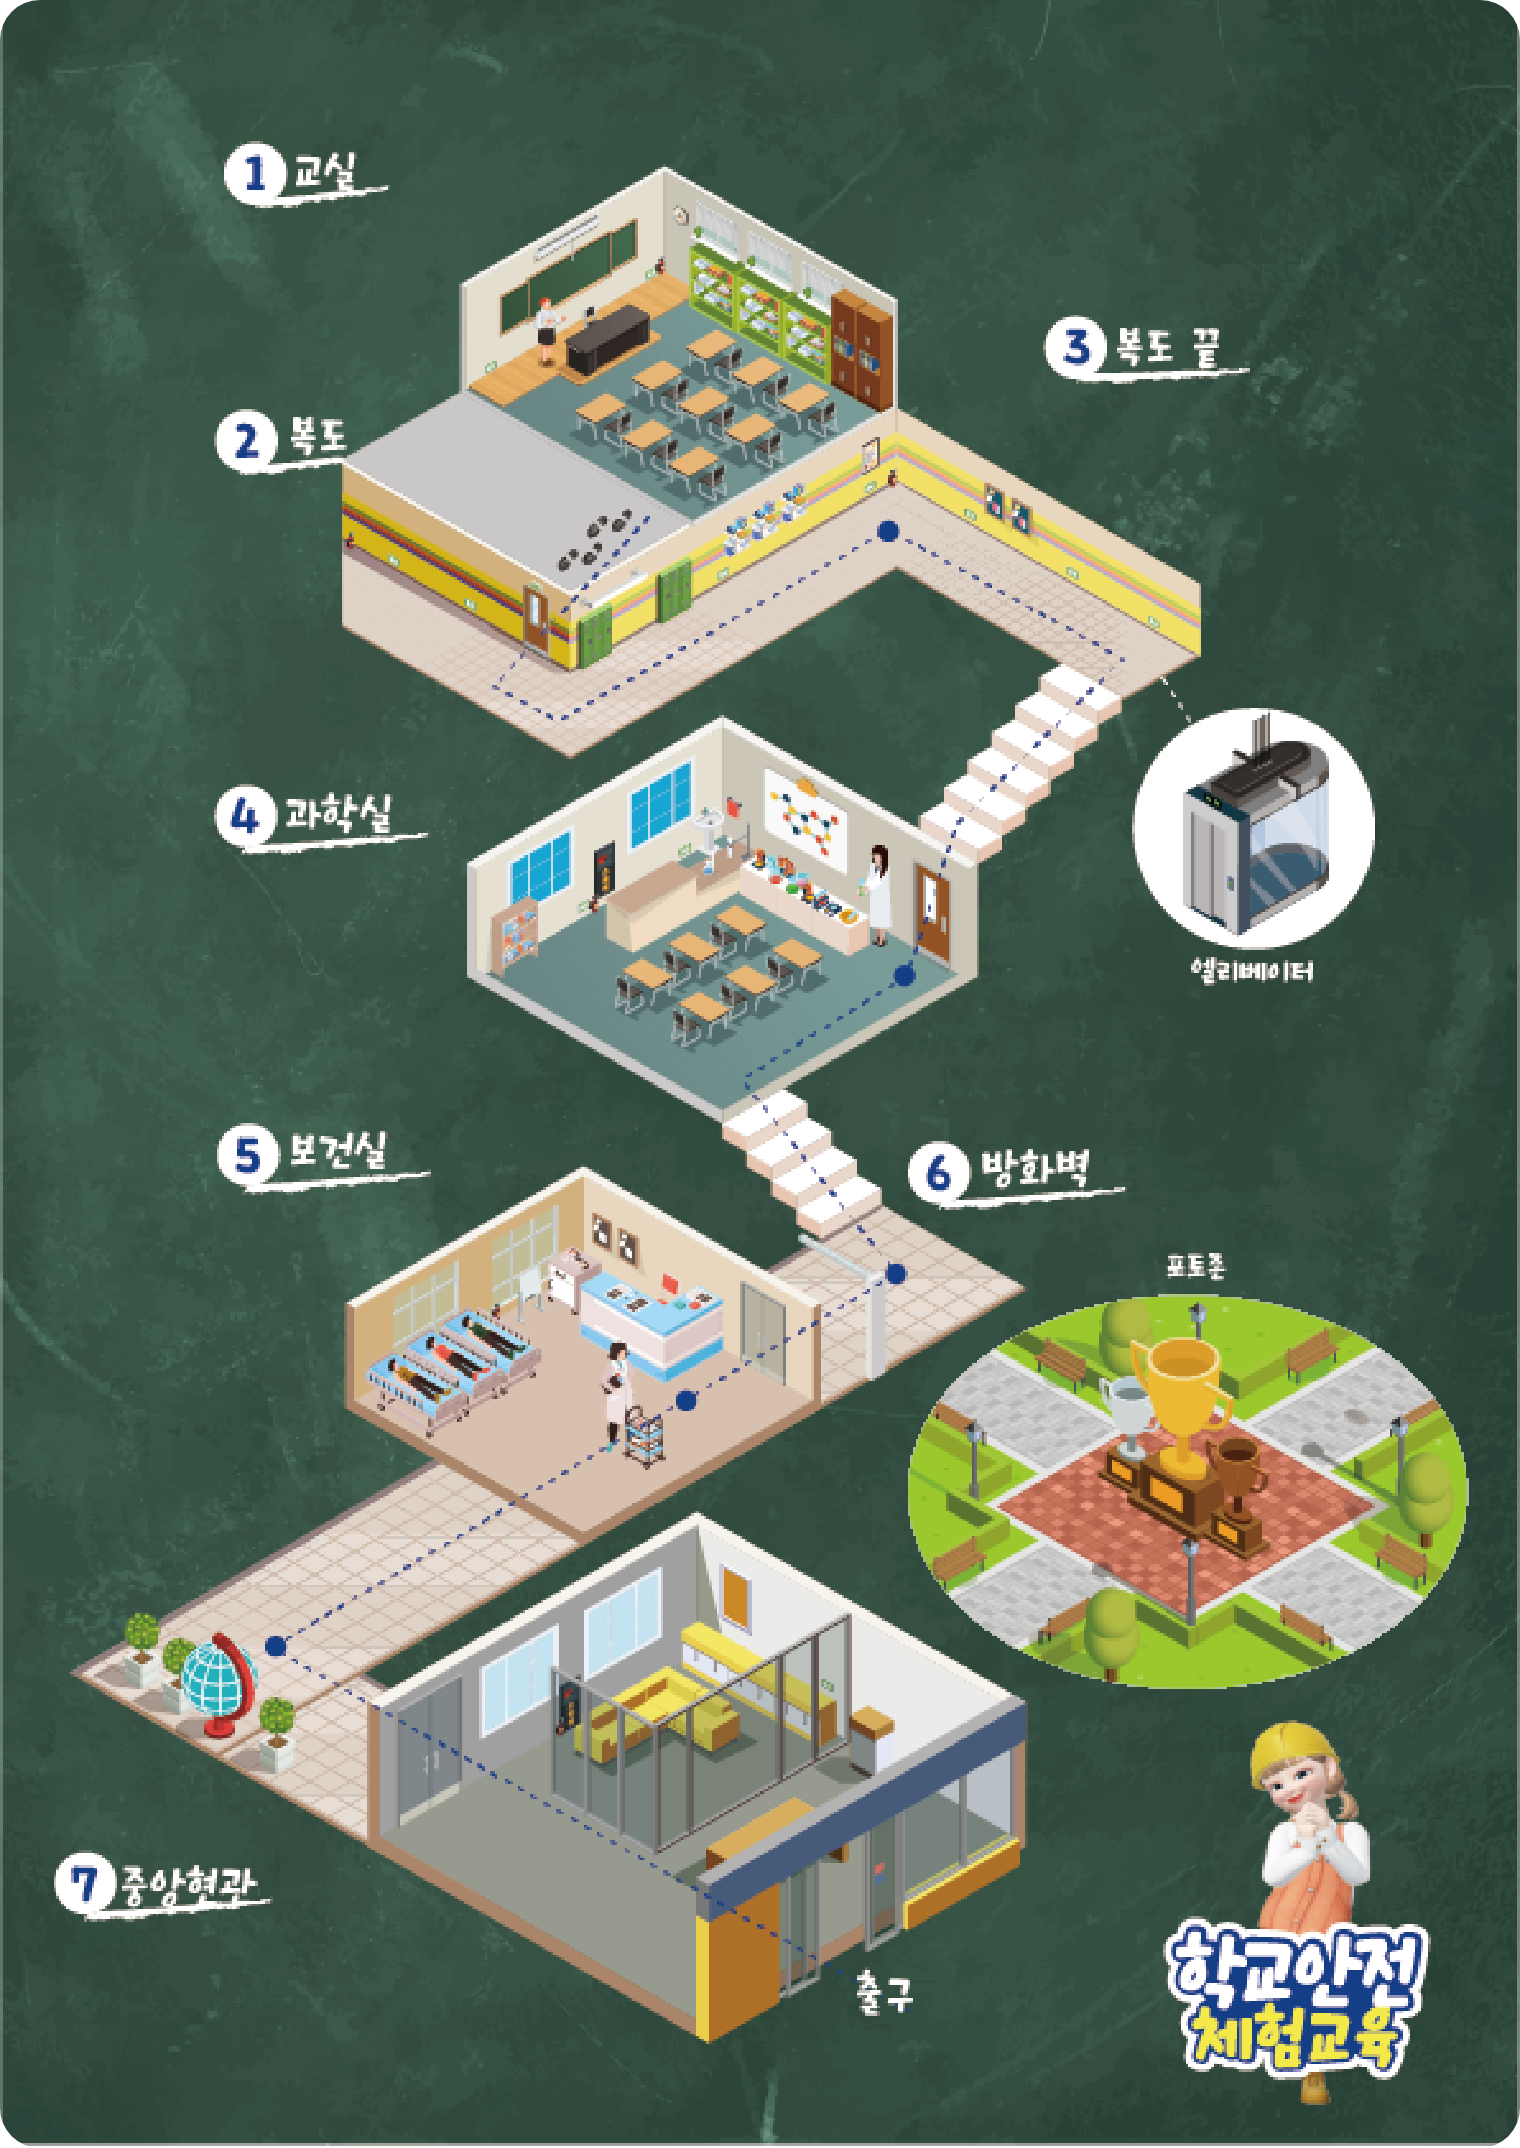 1 교실
3 복도 끝
2 복도
4 과학실
엘리베이터
5 보건실
6 방화벽
포토존
7 중앙현관
출구
학교안전
체험교육